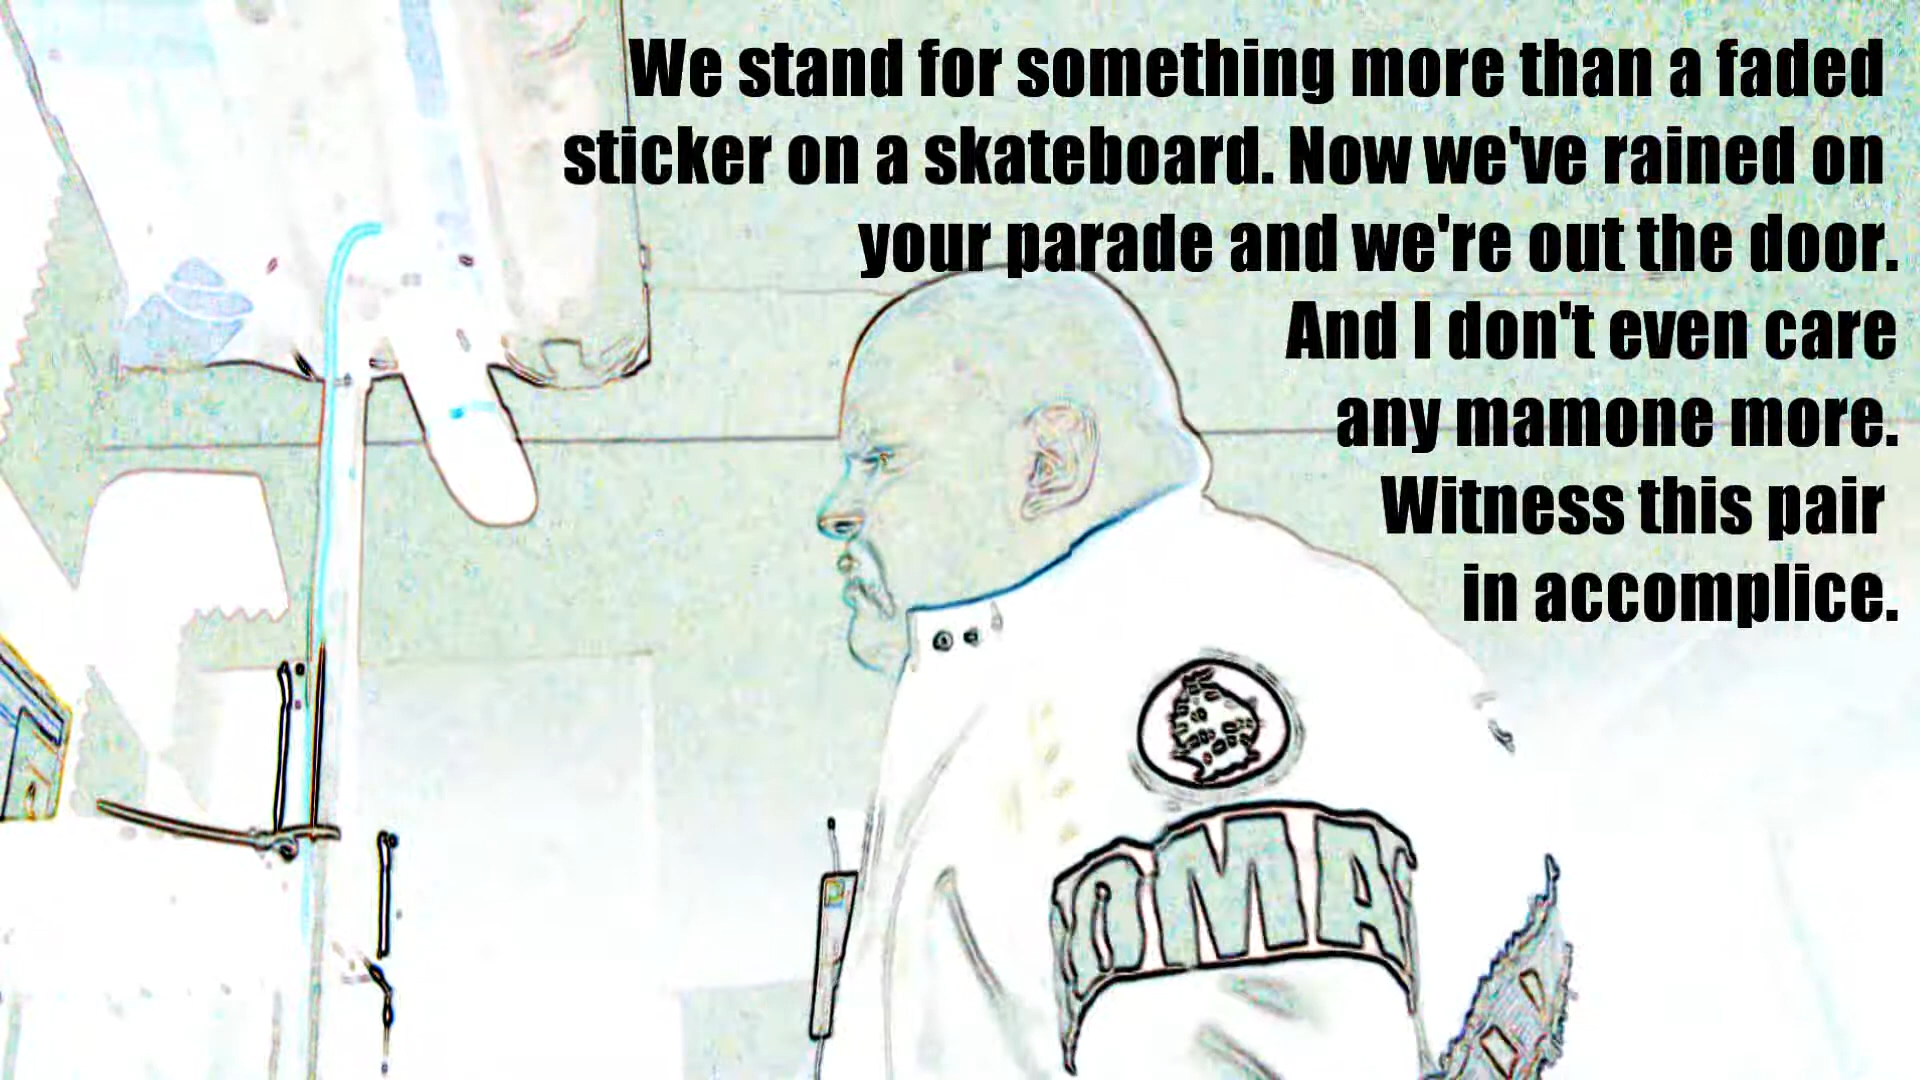 We stand for something more than a faded
sticker on a skateboard. Now we've rained on
your parade and we're out the door.
And I don't even care
any mamone more.
Witness this pair
in accomplice.
OMA